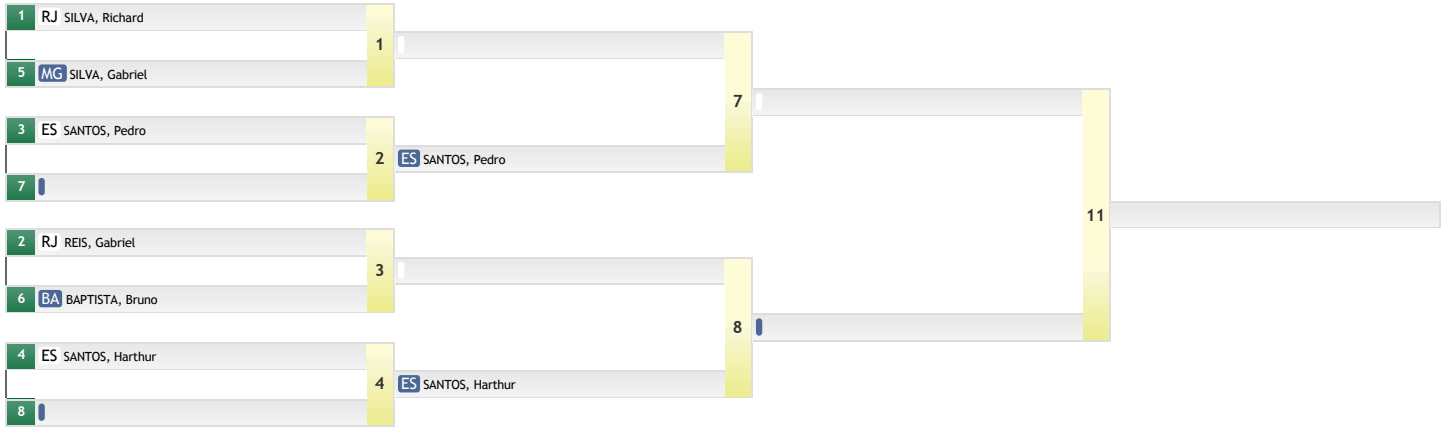 1 RJ SILVA, Richard
1
5 MG SILVA, Gabriel
7
3 ES SANTOS, Pedro
2 ES SANTOS, Pedro
7
11
2 RJ REIS, Gabriel
3
6 BA BAPTISTA, Bruno
8
4 ES SANTOS, Harthur
4 ES SANTOS, Harthur
8